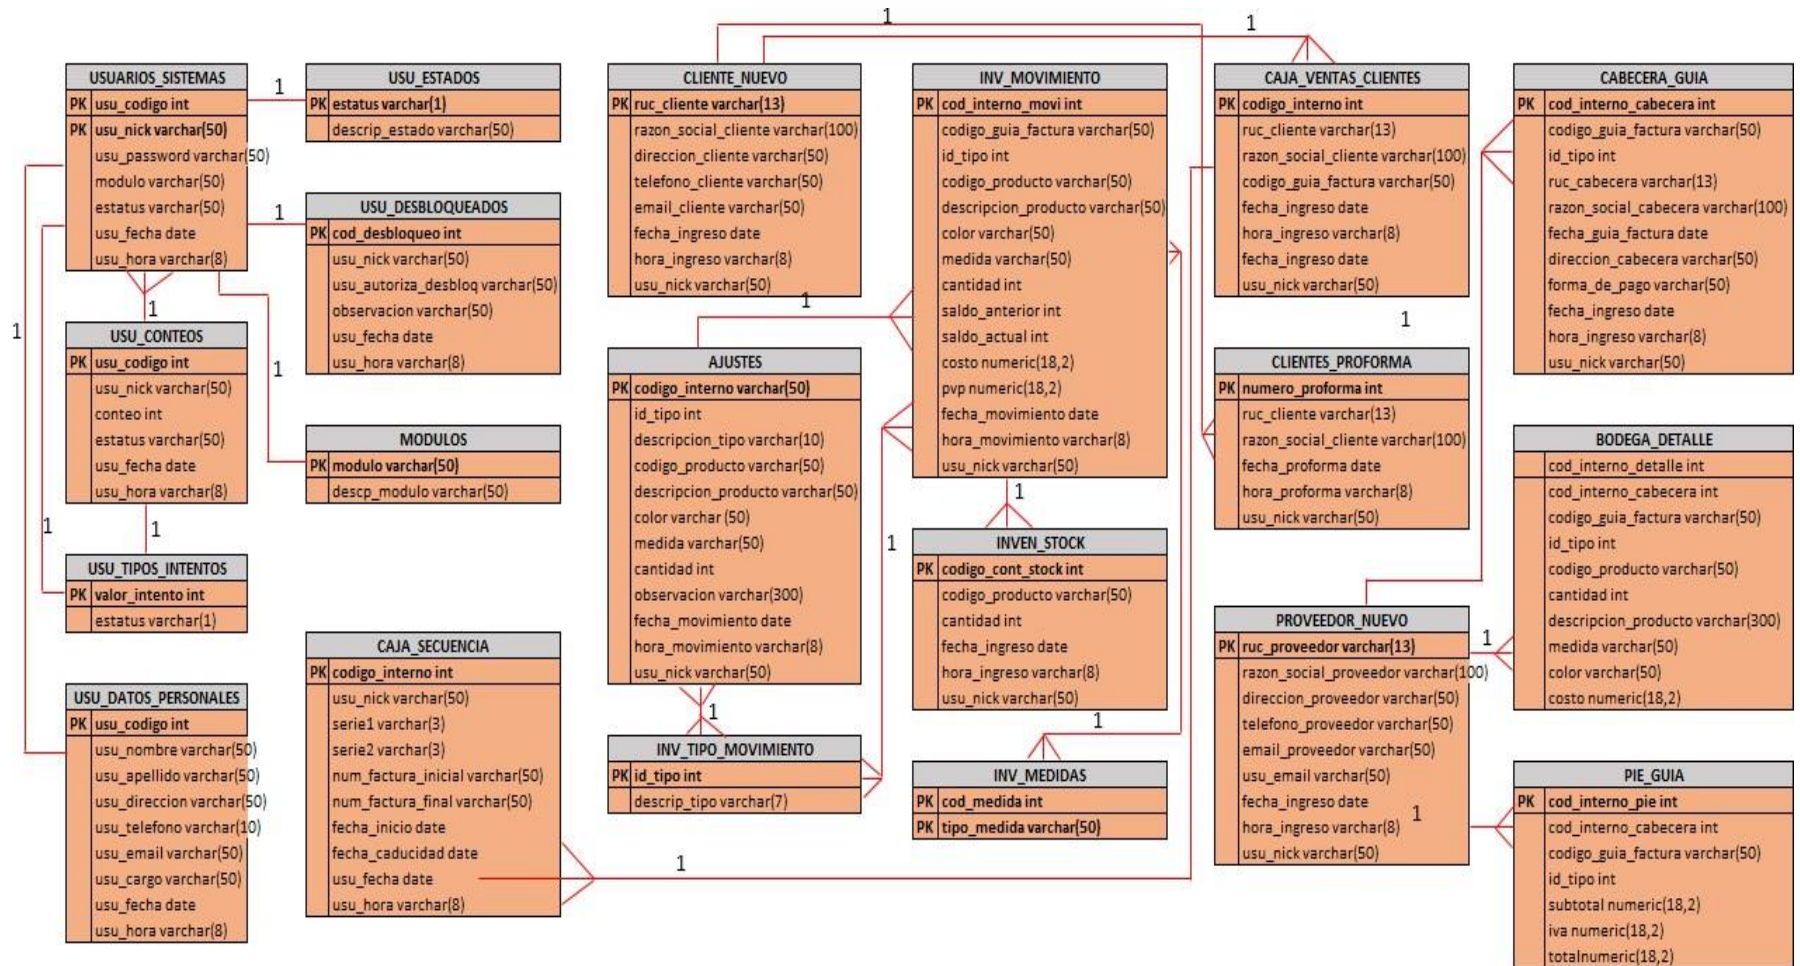 1
1
USUARIOS_SISTEMAS
PK usu_codigo int
PK usu_nick varchar(50)
usu_password varchar(50)
modulo varchar(50)
estatus varchar(50)
usu_fecha date
usu_hora varchar(8)
1
1
1
1
1
1
1
USU_CONTEOS
PK usu_codigo int
usu_nick varchar(50)
conteo int
estatus varchar(50)
usu_fecha date
usu_hora varchar(8)
USU_TIPOS_INTENTOS
PK valor_intento int
estatus varchar(1)
USU_DATOS_PERSONALES
PK usu_codigo int
usu_nombre varchar(50)
usu_apellido varchar(50)
usu_direccion varchar(50)
usu_telefono varchar(10)
usu_email varchar(50)
usu_cargo varchar(50)
usu_fecha date
usu_hora varchar(8)
USU_ESTADOS
PK estatus varchar(1)
descrip_estado varchar(50)
USU_DESBLOQUEADOS
PK cod_desbloqueo int
usu_nick varchar(50)
usu_autoriza_desbloq varchar(50)
observacion varchar(50)
usu_fecha date
usu_hora varchar(8)
MODULOS
PK modulo varchar(50)
descp_modulo varchar(50)
CAJA_SECUENCIA
PK codigo_interno int
usu_nick varchar(50)
serie1 varchar(3)
serie2 varchar(3)
num_factura_inicial varchar(50)
num_factura_final varchar(50)
fecha_inicio date
fecha_caducidad date
usu_fecha date
usu_hora varchar(8)
1
CLIENTE_NUEVO
PK ruc_cliente varchar(13)
razon_social_cliente varchar(100)
direccion_cliente varchar(50)
telefono_cliente varchar(50)
email_cliente varchar(50)
fecha_ingreso date
hora_ingreso varchar(8)
usu_nick varchar(50)
1
AJUSTES
PK codigo_interno varchar(50)
id_tipo int
descripcion_tipo varchar(10)
codigo_producto varchar(50)
descripcion_producto varchar(50)
color varchar (50)
medida varchar(50)
cantidad int
observacion varchar(300)
fecha_movimiento date
hora_movimiento varchar(8)
usu_nick varchar(50)
1
1
INV_TIPO_MOVIMIENTO
PK id_tipo int
descrip_tipo varchar(7)
INV_MOVIMIENTO
PK cod_interno_movi int
codigo_guia_factura varchar(50)
id_tipo int
codigo_producto varchar(50)
descripcion_producto varchar(50)
color varchar(50)
medida varchar(50)
cantidad int
saldo_anterior int
saldo_actual int
costo numeric(18,2)
pvp numeric(18,2)
fecha_movimiento date
hora_movimiento varchar(8)
usu_nick varchar(50)
1
INVEN_STOCK
PK codigo_cont_stock int
codigo_producto varchar(50)
cantidad int
fecha_ingreso date
hora_ingreso varchar(8)
usu_nick varchar(50)
1
INV_MEDIDAS
PK cod_medida int
PK tipo_medida varchar(50)
CAJA_VENTAS_CLIENTES
PK codigo_interno int
ruc_cliente varchar(13)
razon_social_cliente varchar(100)
codigo_guia_factura varchar(50)
fecha_ingreso date
hora_ingreso varchar(8)
fecha_ingreso date
usu_nick varchar(50)
1
CLIENTES_PROFORMA
PK numero_proforma int
ruc_cliente varchar(13)
razon_social_cliente varchar(100)
fecha_proforma date
hora_proforma varchar(8)
usu_nick varchar(50)
PROVEEDOR_NUEVO
PK ruc_proveedor varchar(13)
razon_social_proveedor varchar(100)
direccion_proveedor varchar(50)
telefono_proveedor varchar(50)
email_proveedor varchar(50)
usu_email varchar(50)
fecha_ingreso date
hora_ingreso varchar(8)
usu_nick varchar(50)
1
1
CABECERA_GUIA
PK cod_interno_cabecera int
codigo_guia_factura varchar(50)
id_tipo int
ruc_cabecera varchar(13)
razon_social_cabecera varchar(100)
fecha_guia_factura date
direccion_cabecera varchar(50)
forma_de_pago varchar(50)
fecha_ingreso date
hora_ingreso varchar(8)
usu_nick varchar(50)
BODEGA_DETALLE
cod_interno_detalle int
cod_interno_cabecera int
codigo_guia_factura varchar(50)
id_tipo int
codigo_producto varchar(50)
cantidad int
descripcion_producto varchar(300)
medida varchar(50)
color varchar(50)
costo numeric(18,2)
PIE_GUIA
PK cod_interno_pie int
cod_interno_cabecera int
codigo_guia_factura varchar(50)
id_tipo int
subtotal numeric(18,2)
iva numeric(18,2)
totalnumeric(18,2)